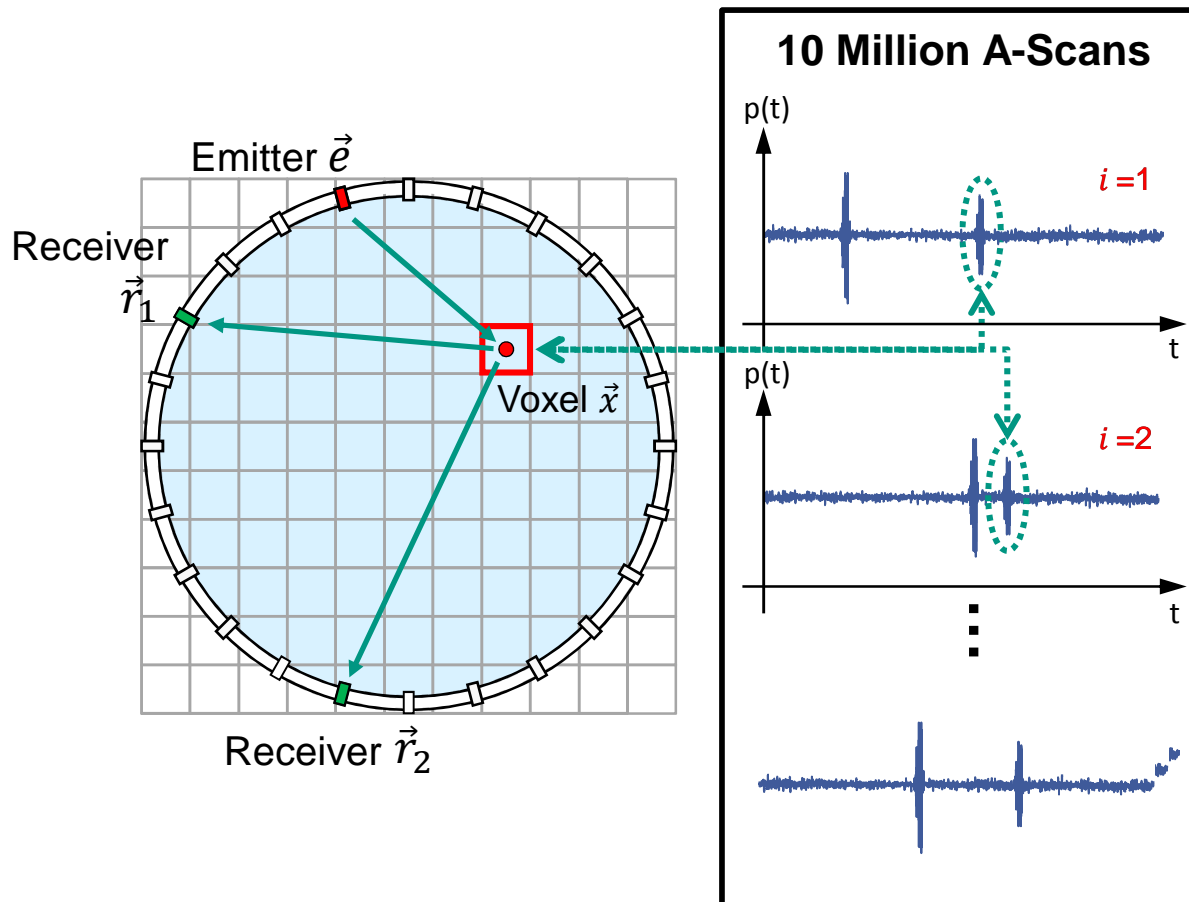 10 Million A-Scans
p(t)
i=1
t
p(t)
i =2
t
Emitter e⃗
Receiver
r⃗₁
Voxel x⃗
Receiver r⃗₂